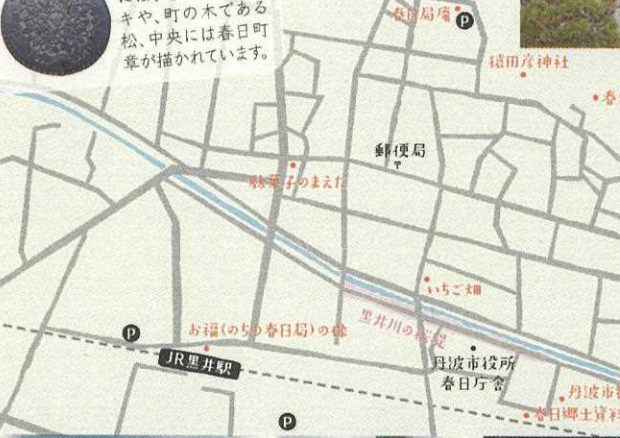 キや、町の木である
松、中央には春日町
章が描かれています。
春日局庵
P
猿田彦神社
郵便局
〒
駄菓子のまえだ
いちご畑
黒井川の桜堤
P
お福(のちの春日局)の像
JR黒井駅
丹波市役所
春日庁舎
丹波市
春日郷土資料
P